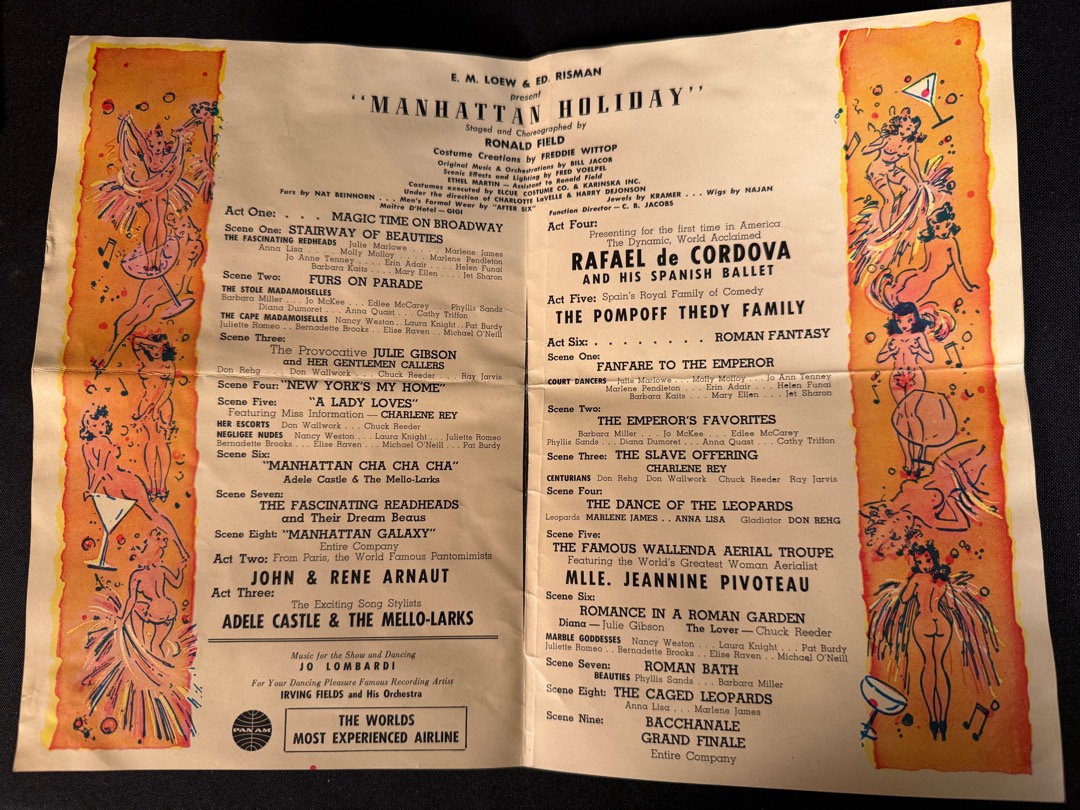 E. M. LOEW & ED. RISMAN
present
"MANHATTAN HOLIDAY"
Staged and Choreographed by
RONALD FIELD
Costume Creations by FREDDIE WITTOP
Original Music & Orchestrations by BILL JACOB
Scenic Effects and Lighting by FRED VOELPEL
ETHEL MARTIN — Assistant to Ronald Field
Costumes executed by ELCUE COSTUME CO. & KARINSKA INC.
Under the direction of CHARLOTTE LaVELLE & HARRY DEJONSON
Furs by NAT BEINHORN . . . Men's Formal Wear by "AFTER SIX" Jewels by KRAMER . . . Wigs by NAJAN
Maitre D'Hotel — GIGI Function Director — C. B. JACOBS
Act One: . . . MAGIC TIME ON BROADWAY
Scene One: STAIRWAY OF BEAUTIES
THE FASCINATING REDHEADS Julie Marlowe . . . Marlene James
Anna Lisa . . . Molly Molloy . . . Marlene Pendleton
Jo Anne Tenney . . . Erin Adair . . . Helen Funai
Barbara Kaits . . . Mary Ellen . . . Jet Sharon
Scene Two: FURS ON PARADE
THE STOLE MADAMOISELLES
Barbara Miller . . . Jo McKee . . . Edlee McCarey . . . Phyllis Sands
Diana Dumoret . . . Anna Quast . . . Cathy Triffon
THE CAPE MADAMOISELLES Nancy Weston . . Laura Knight . . Pat Burdy
Juliette Romeo . . Bernadette Brooks . . Elise Raven . . Michael O'Neill
Scene Three:
The Provocative JULIE GIBSON
and HER GENTLEMEN CALLERS
Don Rehg . . . Don Wallwork . . . Chuck Reeder . . . Ray Jarvis
Scene Four: "NEW YORK'S MY HOME"
Scene Five: "A LADY LOVES"
Featuring Miss Information — CHARLENE REY
HER ESCORTS Don Wallwork . . . Chuck Reeder
NEGLIGEE NUDES Nancy Weston . . . Laura Knight . . . Juliette Romeo
Bernadette Brooks . . . Elise Raven . . . Michael O'Neill . . . Pat Burdy
Scene Six:
"MANHATTAN CHA CHA CHA"
Adele Castle & The Mello-Larks
Scene Seven:
THE FASCINATING READHEADS
and Their Dream Beaus
Scene Eight: "MANHATTAN GALAXY"
Entire Company
Act Two: From Paris, the World Famous Pantomimists
JOHN & RENE ARNAUT
Act Three:
The Exciting Song Stylists
ADELE CASTLE & THE MELLO-LARKS
Music for the Show and Dancing
JO LOMBARDI
For Your Dancing Pleasure Famous Recording Artist
IRVING FIELDS and His Orchestra
PAN AM
THE WORLDS
MOST EXPERIENCED AIRLINE
Act Four:
Presenting for the first time in America
The Dynamic, World Acclaimed
RAFAEL de CORDOVA
AND HIS SPANISH BALLET
Act Five: Spain's Royal Family of Comedy
THE POMPOFF THEDY FAMILY
Act Six: . . . . . . . . ROMAN FANTASY
Scene One:
FANFARE TO THE EMPEROR
COURT DANCERS Julie Marlowe . . . Molly Molloy . . . Jo Ann Tenney
Marlene Pendleton . . . Erin Adair . . . Helen Funai
Barbara Kaits . . . Mary Ellen . . . Jet Sharon
Scene Two:
THE EMPEROR'S FAVORITES
Barbara Miller . . . Jo McKee . . . Edlee McCarey
Phyllis Sands . . Diana Dumoret . . Anna Quast . . Cathy Triffon
Scene Three: THE SLAVE OFFERING
CHARLENE REY
CENTURIANS Don Rehg Don Wallwork Chuck Reeder Ray Jarvis
Scene Four:
THE DANCE OF THE LEOPARDS
Leopards MARLENE JAMES . . ANNA LISA Gladiator DON REHG
Scene Five:
THE FAMOUS WALLENDA AERIAL TROUPE
Featuring the World's Greatest Woman Aerialist
MLLE. JEANNINE PIVOTEAU
Scene Six:
ROMANCE IN A ROMAN GARDEN
Diana — Julie Gibson The Lover — Chuck Reeder
MARBLE GODDESSES Nancy Weston . . . Laura Knight . . . Pat Burdy
Juliette Romeo . . Bernadette Brooks . . Elise Raven . . Michael O'Neill
Scene Seven: ROMAN BATH
BEAUTIES Phyllis Sands . . . Barbara Miller
Scene Eight: THE CAGED LEOPARDS
Anna Lisa . . . Marlene James
Scene Nine: BACCHANALE
GRAND FINALE
Entire Company